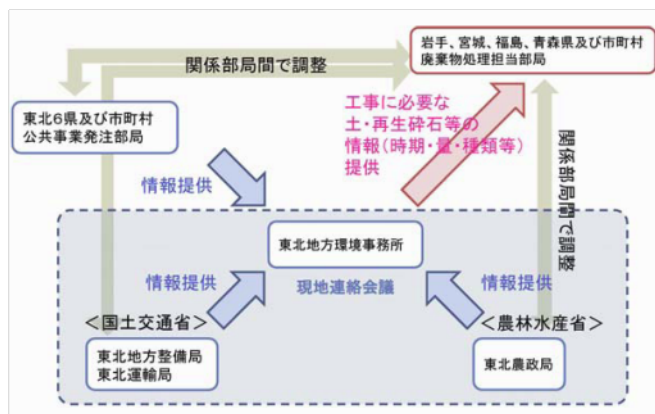 岩手、宮城、福島、青森県及び市町村
廃棄物処理担当部局
関係部局間で調整
東北6県及び市町村
公共事業発注部局
工事に必要な
土・再生砕石等の
情報(時期・量・種類等)
提供
関係部局間で調整
情報提供
東北地方環境事務所
情報提供
現地連絡会議
情報提供
<国土交通省>
<農林水産省>
東北地方整備局
東北運輸局
東北農政局